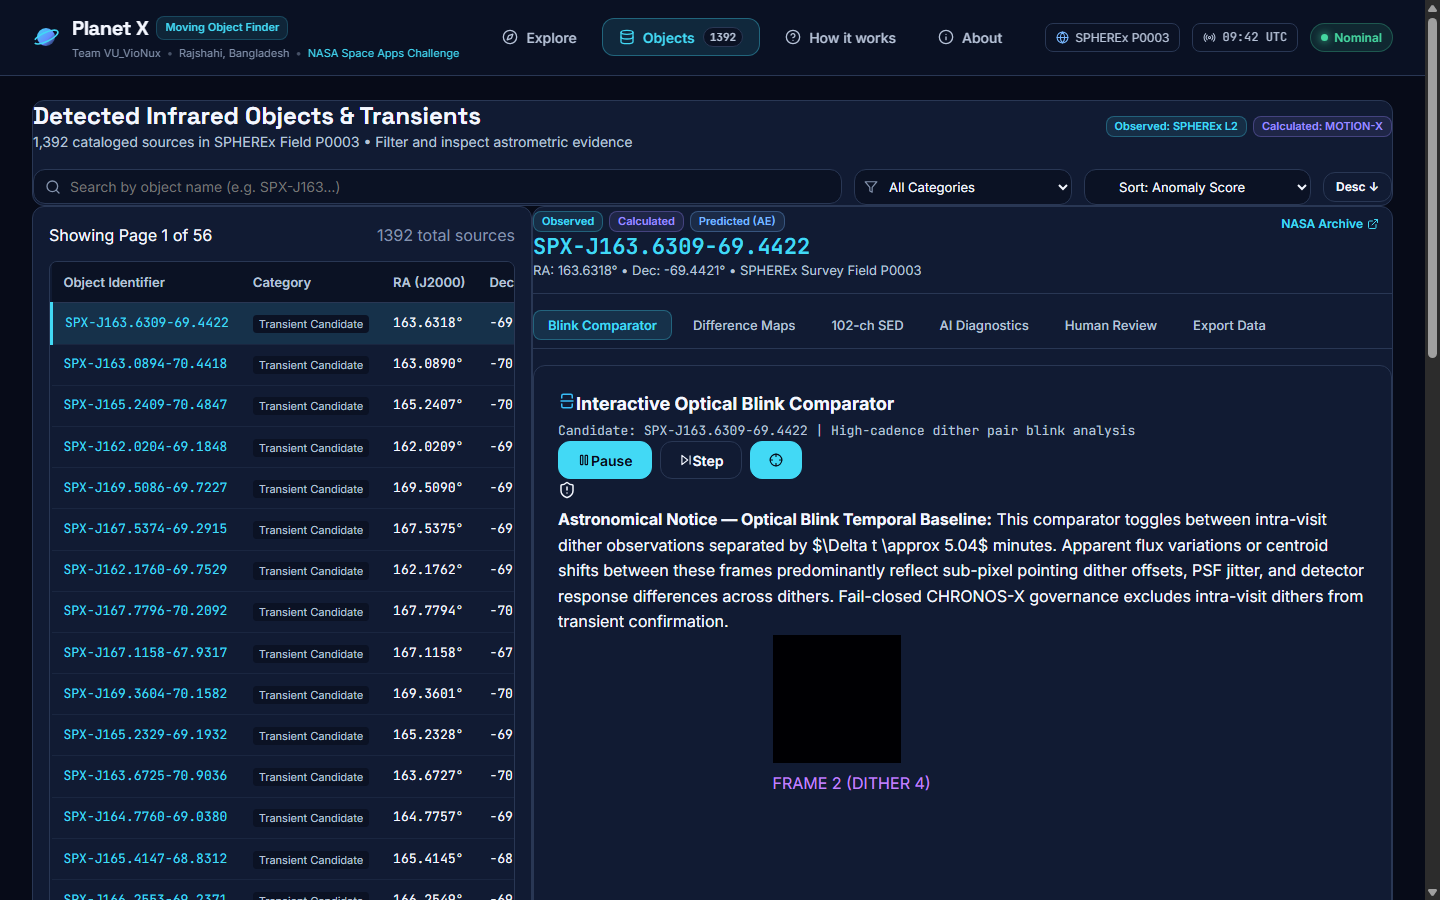 Planet X
Moving Object Finder
Team VU_VioNux • Rajshahi, Bangladesh • NASA Space Apps Challenge
Explore
Objects 1392
How it works
About
SPHEREx P0003
09:42 UTC
Nominal
Detected Infrared Objects & Transients
1,392 cataloged sources in SPHEREx Field P0003 • Filter and inspect astrometric evidence
Observed: SPHEREx L2
Calculated: MOTION-X
Search by object name (e.g. SPX-J163...)
All Categories
Sort: Anomaly Score
Desc ↓
Showing Page 1 of 56
1392 total sources
Object Identifier Category RA (J2000) Dec
SPX-J163.6309-69.4422 Transient Candidate 163.6318° -69
SPX-J163.0894-70.4418 Transient Candidate 163.0890° -70
SPX-J165.2409-70.4847 Transient Candidate 165.2407° -70
SPX-J162.0204-69.1848 Transient Candidate 162.0209° -69
SPX-J169.5086-69.7227 Transient Candidate 169.5090° -69
SPX-J167.5374-69.2915 Transient Candidate 167.5375° -69
SPX-J162.1760-69.7529 Transient Candidate 162.1762° -69
SPX-J167.7796-70.2092 Transient Candidate 167.7794° -70
SPX-J167.1158-67.9317 Transient Candidate 167.1158° -67
SPX-J169.3604-70.1582 Transient Candidate 169.3601° -70
SPX-J165.2329-69.1932 Transient Candidate 165.2328° -69
SPX-J163.6725-70.9036 Transient Candidate 163.6727° -70
SPX-J164.7760-69.0380 Transient Candidate 164.7757° -69
SPX-J165.4147-68.8312 Transient Candidate 165.4145° -68
SPX-J166.2553-69.2371 Transient Candidate 166.2549° -69
Observed
Calculated
Predicted (AE)
NASA Archive
SPX-J163.6309-69.4422
RA: 163.6318° • Dec: -69.4421° • SPHEREx Survey Field P0003
Blink Comparator
Difference Maps
102-ch SED
AI Diagnostics
Human Review
Export Data
Interactive Optical Blink Comparator
Candidate: SPX-J163.6309-69.4422 | High-cadence dither pair blink analysis
Pause
Step
Astronomical Notice — Optical Blink Temporal Baseline: This comparator toggles between intra-visit
dither observations separated by $\Delta t \approx 5.04$ minutes. Apparent flux variations or centroid
shifts between these frames predominantly reflect sub-pixel pointing dither offsets, PSF jitter, and detector
response differences across dithers. Fail-closed CHRONOS-X governance excludes intra-visit dithers from
transient confirmation.
FRAME 2 (DITHER 4)